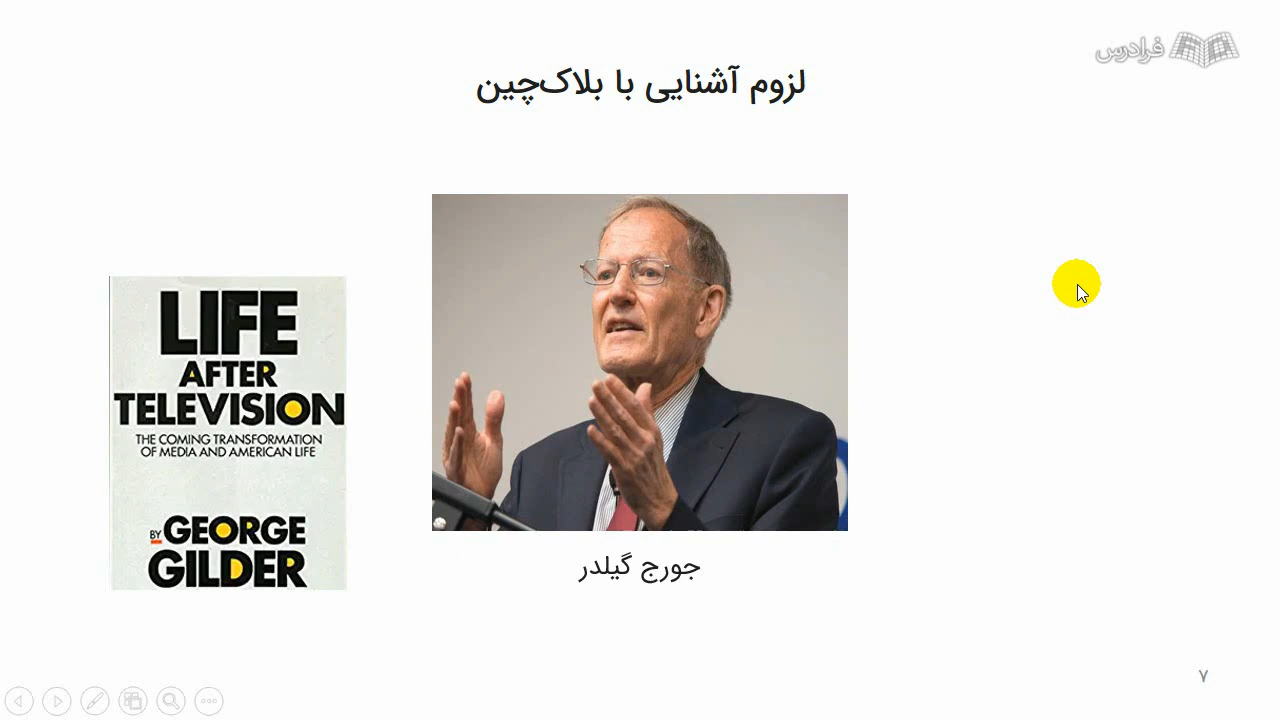 فرادرس
لزوم آشنایی با بلاک‌چین
LIFE
AFTER
TELEVISION
THE COMING TRANSFORMATION
OF MEDIA AND AMERICAN LIFE
BY GEORGE
GILDER
جورج گیلدر
۷